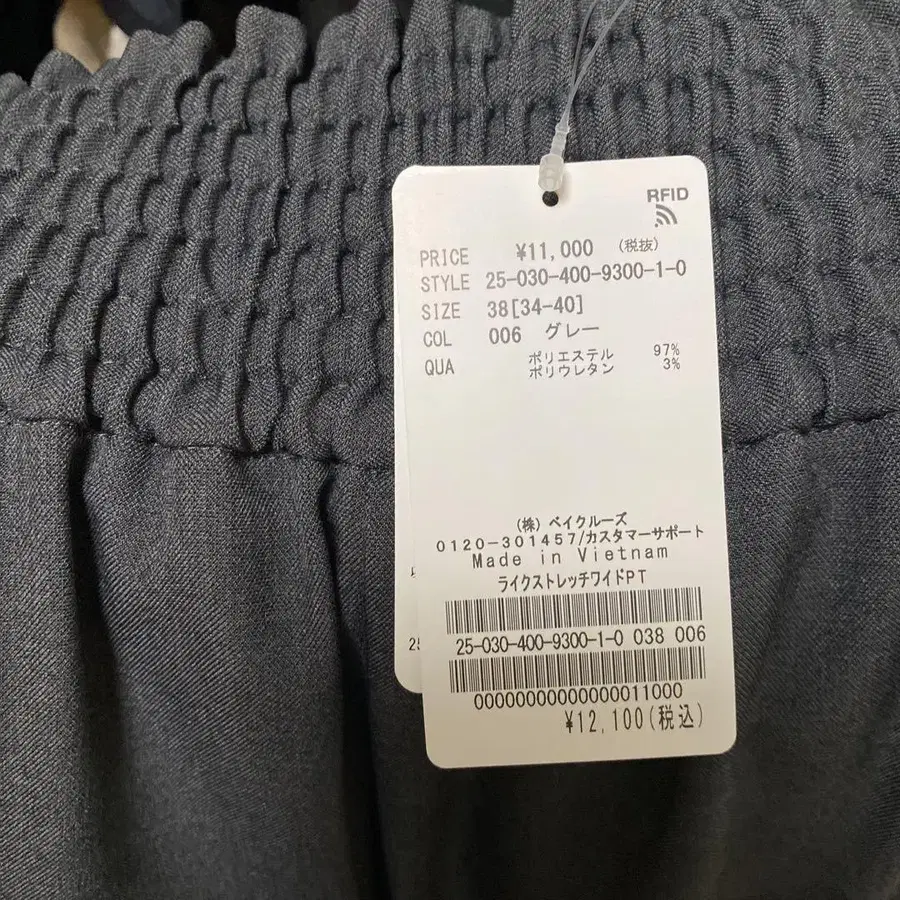 RFID
PRICE ¥11,000 (税抜)
STYLE 25-030-400-9300-1-0
SIZE 38[34-40]
COL 006 グレー
QUA ポリエステル 97%
ポリウレタン 3%
(株) ベイクルーズ
0120-301457/カスタマーサポート
Made in Vietnam
ライクストレッチワイドPT
25-030-400-9300-1-0 038 006
00000000000000011000
¥12,100(税込)
25